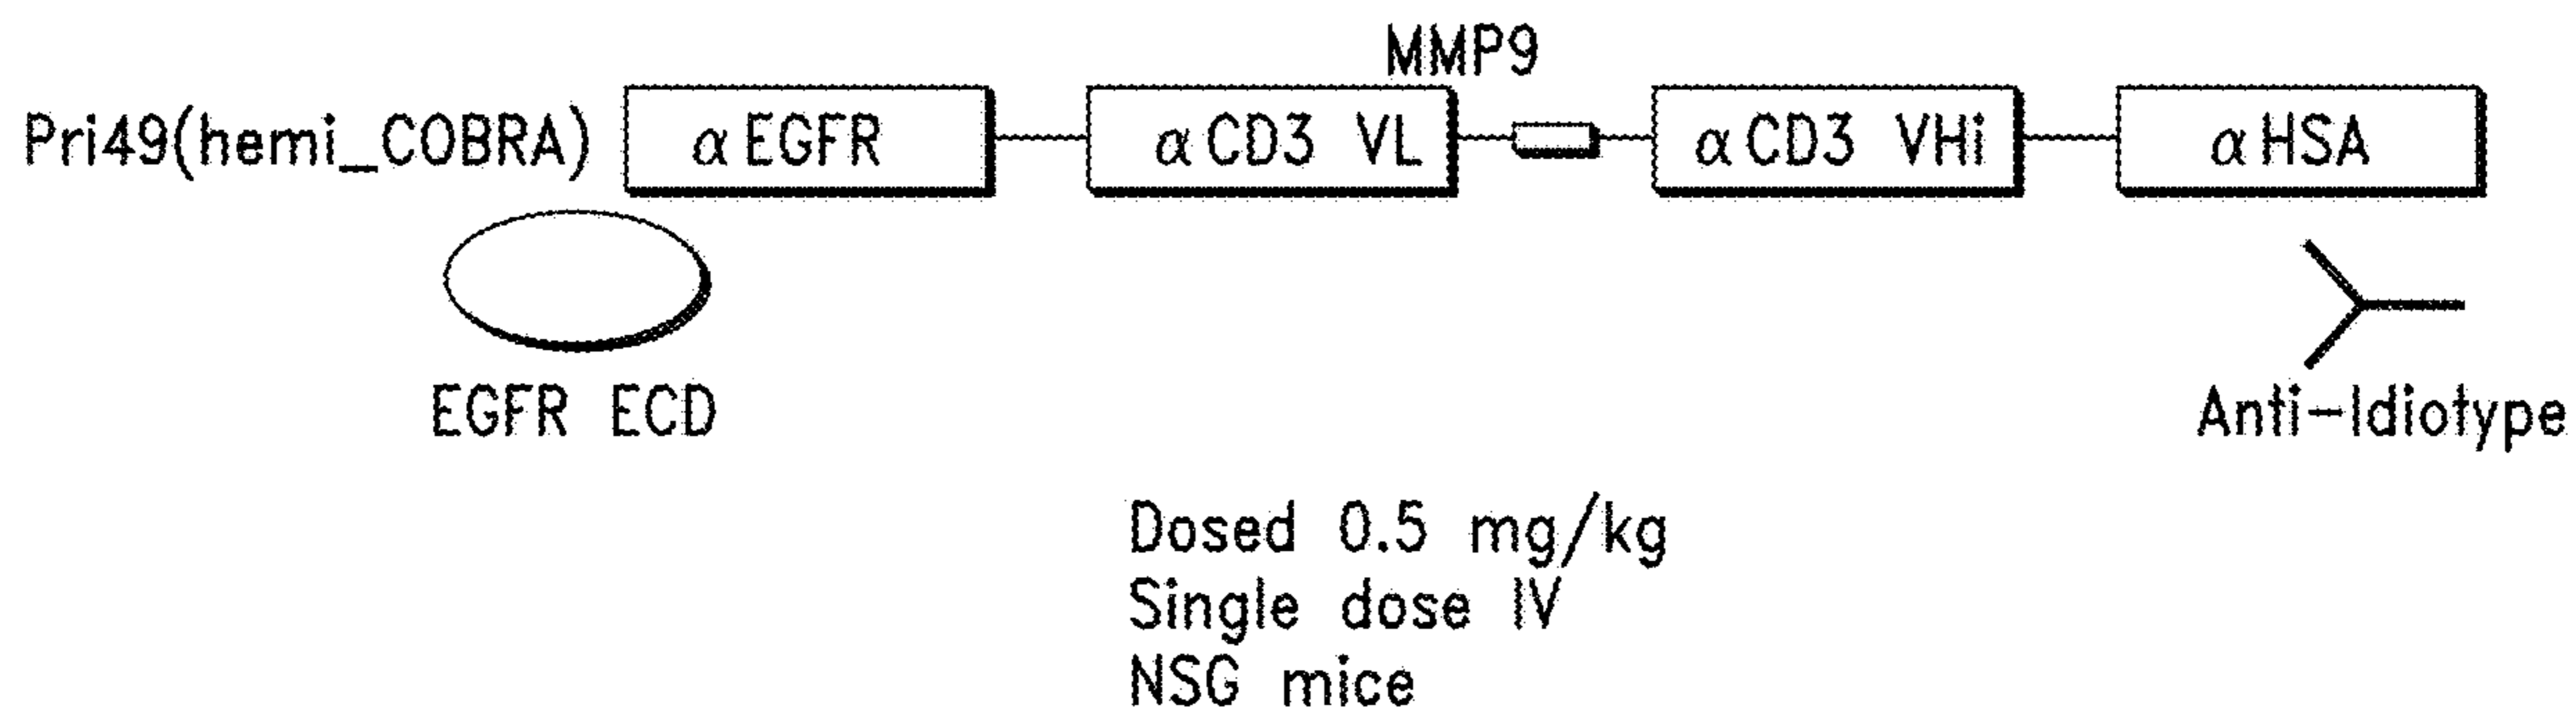 MMP9
Pri49(hemi_COBRA) αEGFR αCD3 VL αCD3 VHi αHSA
EGFR ECD
Anti-Idiotype
Dosed 0.5 mg/kg
Single dose IV
NSG mice